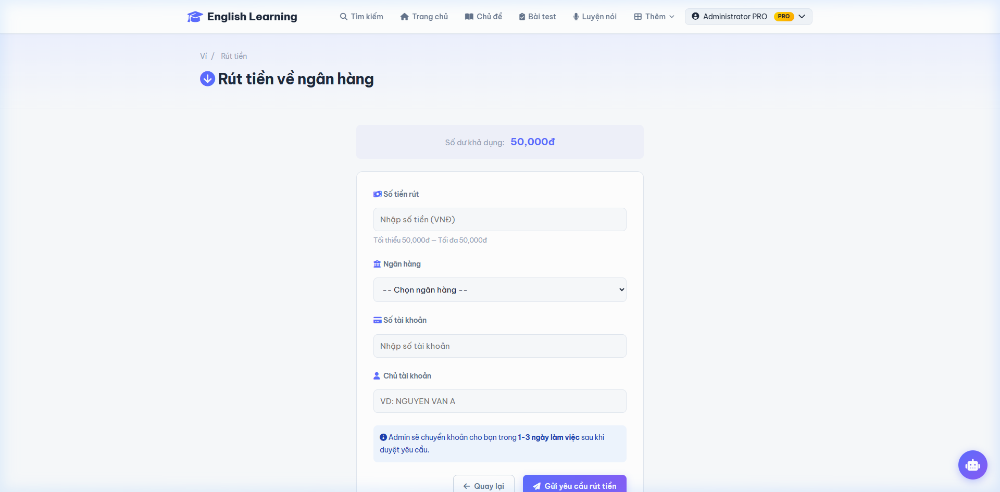 English Learning
Tìm kiếm
Trang chủ
Chủ đề
Bài test
Luyện nói
Thêm
Administrator PRO PRO
Ví / Rút tiền
Rút tiền về ngân hàng
Số dư khả dụng: 50,000đ
Số tiền rút
Nhập số tiền (VNĐ)
Tối thiểu 50,000đ — Tối đa 50,000đ
Ngân hàng
-- Chọn ngân hàng --
Số tài khoản
Nhập số tài khoản
Chủ tài khoản
VD: NGUYEN VAN A
Admin sẽ chuyển khoản cho bạn trong 1-3 ngày làm việc sau khi
duyệt yêu cầu.
Quay lại
Gửi yêu cầu rút tiền